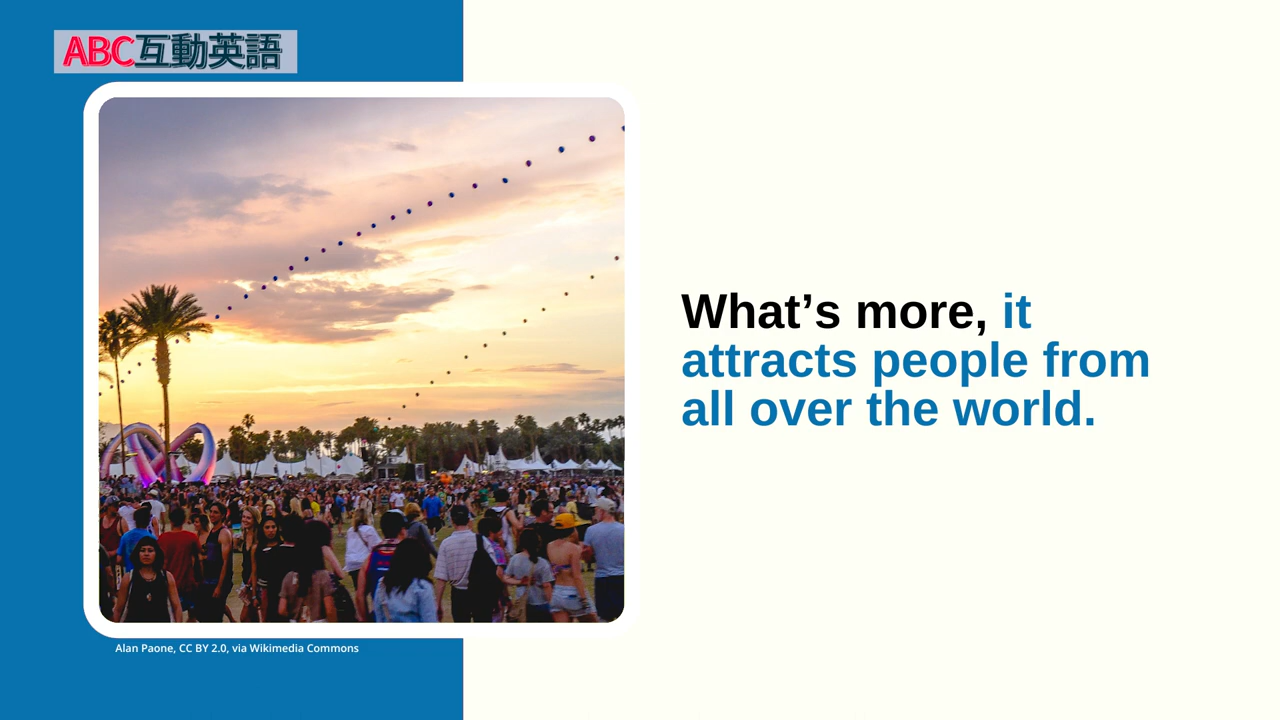 ABC互動英語
What’s more, it
attracts people from
all over the world.
Alan Paone, CC BY 2.0, via Wikimedia Commons